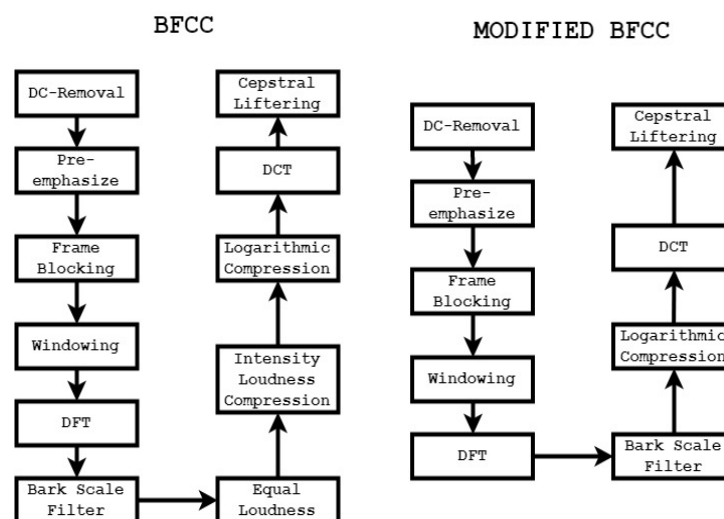 BFCC
DC-Removal
Pre-
emphasize
Frame
Blocking
Windowing
DFT
Bark Scale
Filter
Equal
Loudness
Intensity
Loudness
Compression
Logarithmic
Compression
DCT
Cepstral
Liftering
MODIFIED BFCC
DC-Removal
Pre-
emphasize
Frame
Blocking
Windowing
DFT
Bark Scale
Filter
Logarithmic
Compression
DCT
Cepstral
Liftering